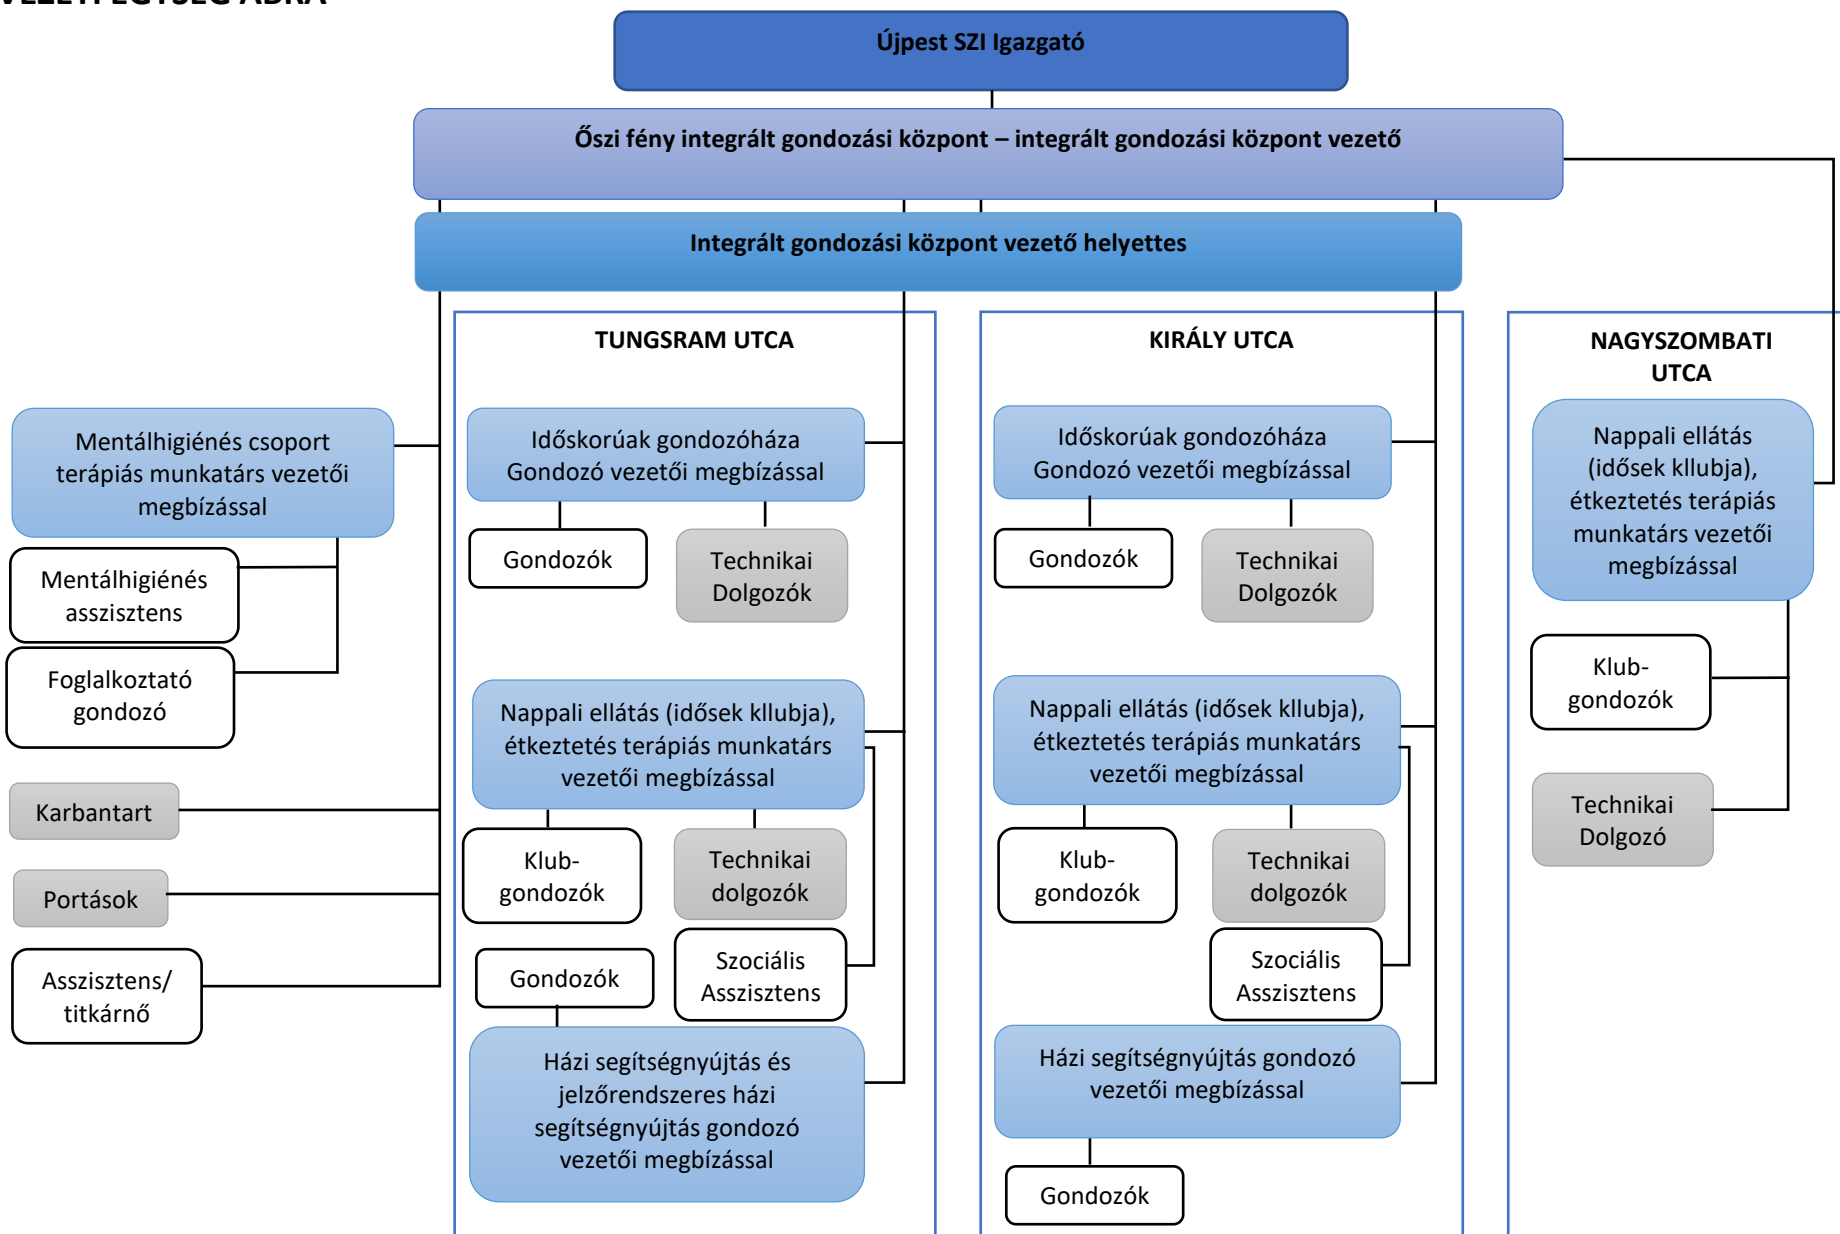 Újpest SZI Igazgató
Őszi fény integrált gondozási központ – integrált gondozási központ vezető
Integrált gondozási központ vezető helyettes
Mentálhigiénés csoport
terápiás munkatárs vezetői
megbízással
Mentálhigiénés
asszisztens
Foglalkoztató
gondozó
Karbantart
Portások
Asszisztens/
titkárnő
TUNGSRAM UTCA
Időskorúak gondozóháza
Gondozó vezetői megbízással
Gondozók
Technikai
Dolgozók
Nappali ellátás (idősek kllubja),
étkeztetés terápiás munkatárs
vezetői megbízással
Klub-
gondozók
Technikai
dolgozók
Gondozók
Szociális
Asszisztens
Házi segítségnyújtás és
jelzőrendszeres házi
segítségnyújtás gondozó
vezetői megbízással
KIRÁLY UTCA
Időskorúak gondozóháza
Gondozó vezetői megbízással
Gondozók
Technikai
Dolgozók
Nappali ellátás (idősek kllubja),
étkeztetés terápiás munkatárs
vezetői megbízással
Klub-
gondozók
Technikai
dolgozók
Szociális
Asszisztens
Házi segítségnyújtás gondozó
vezetői megbízással
Gondozók
NAGYSZOMBATI
UTCA
Nappali ellátás
(idősek kllubja),
étkeztetés terápiás
munkatárs vezetői
megbízással
Klub-
gondozók
Technikai
Dolgozó